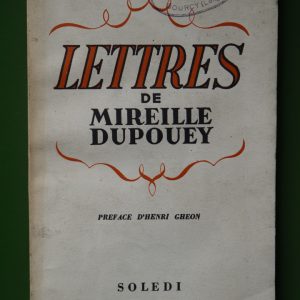 LETTRES
DE
MIREILLE
DUPOUEY
PREFACE D'HENRI GHEON
SOLEDI